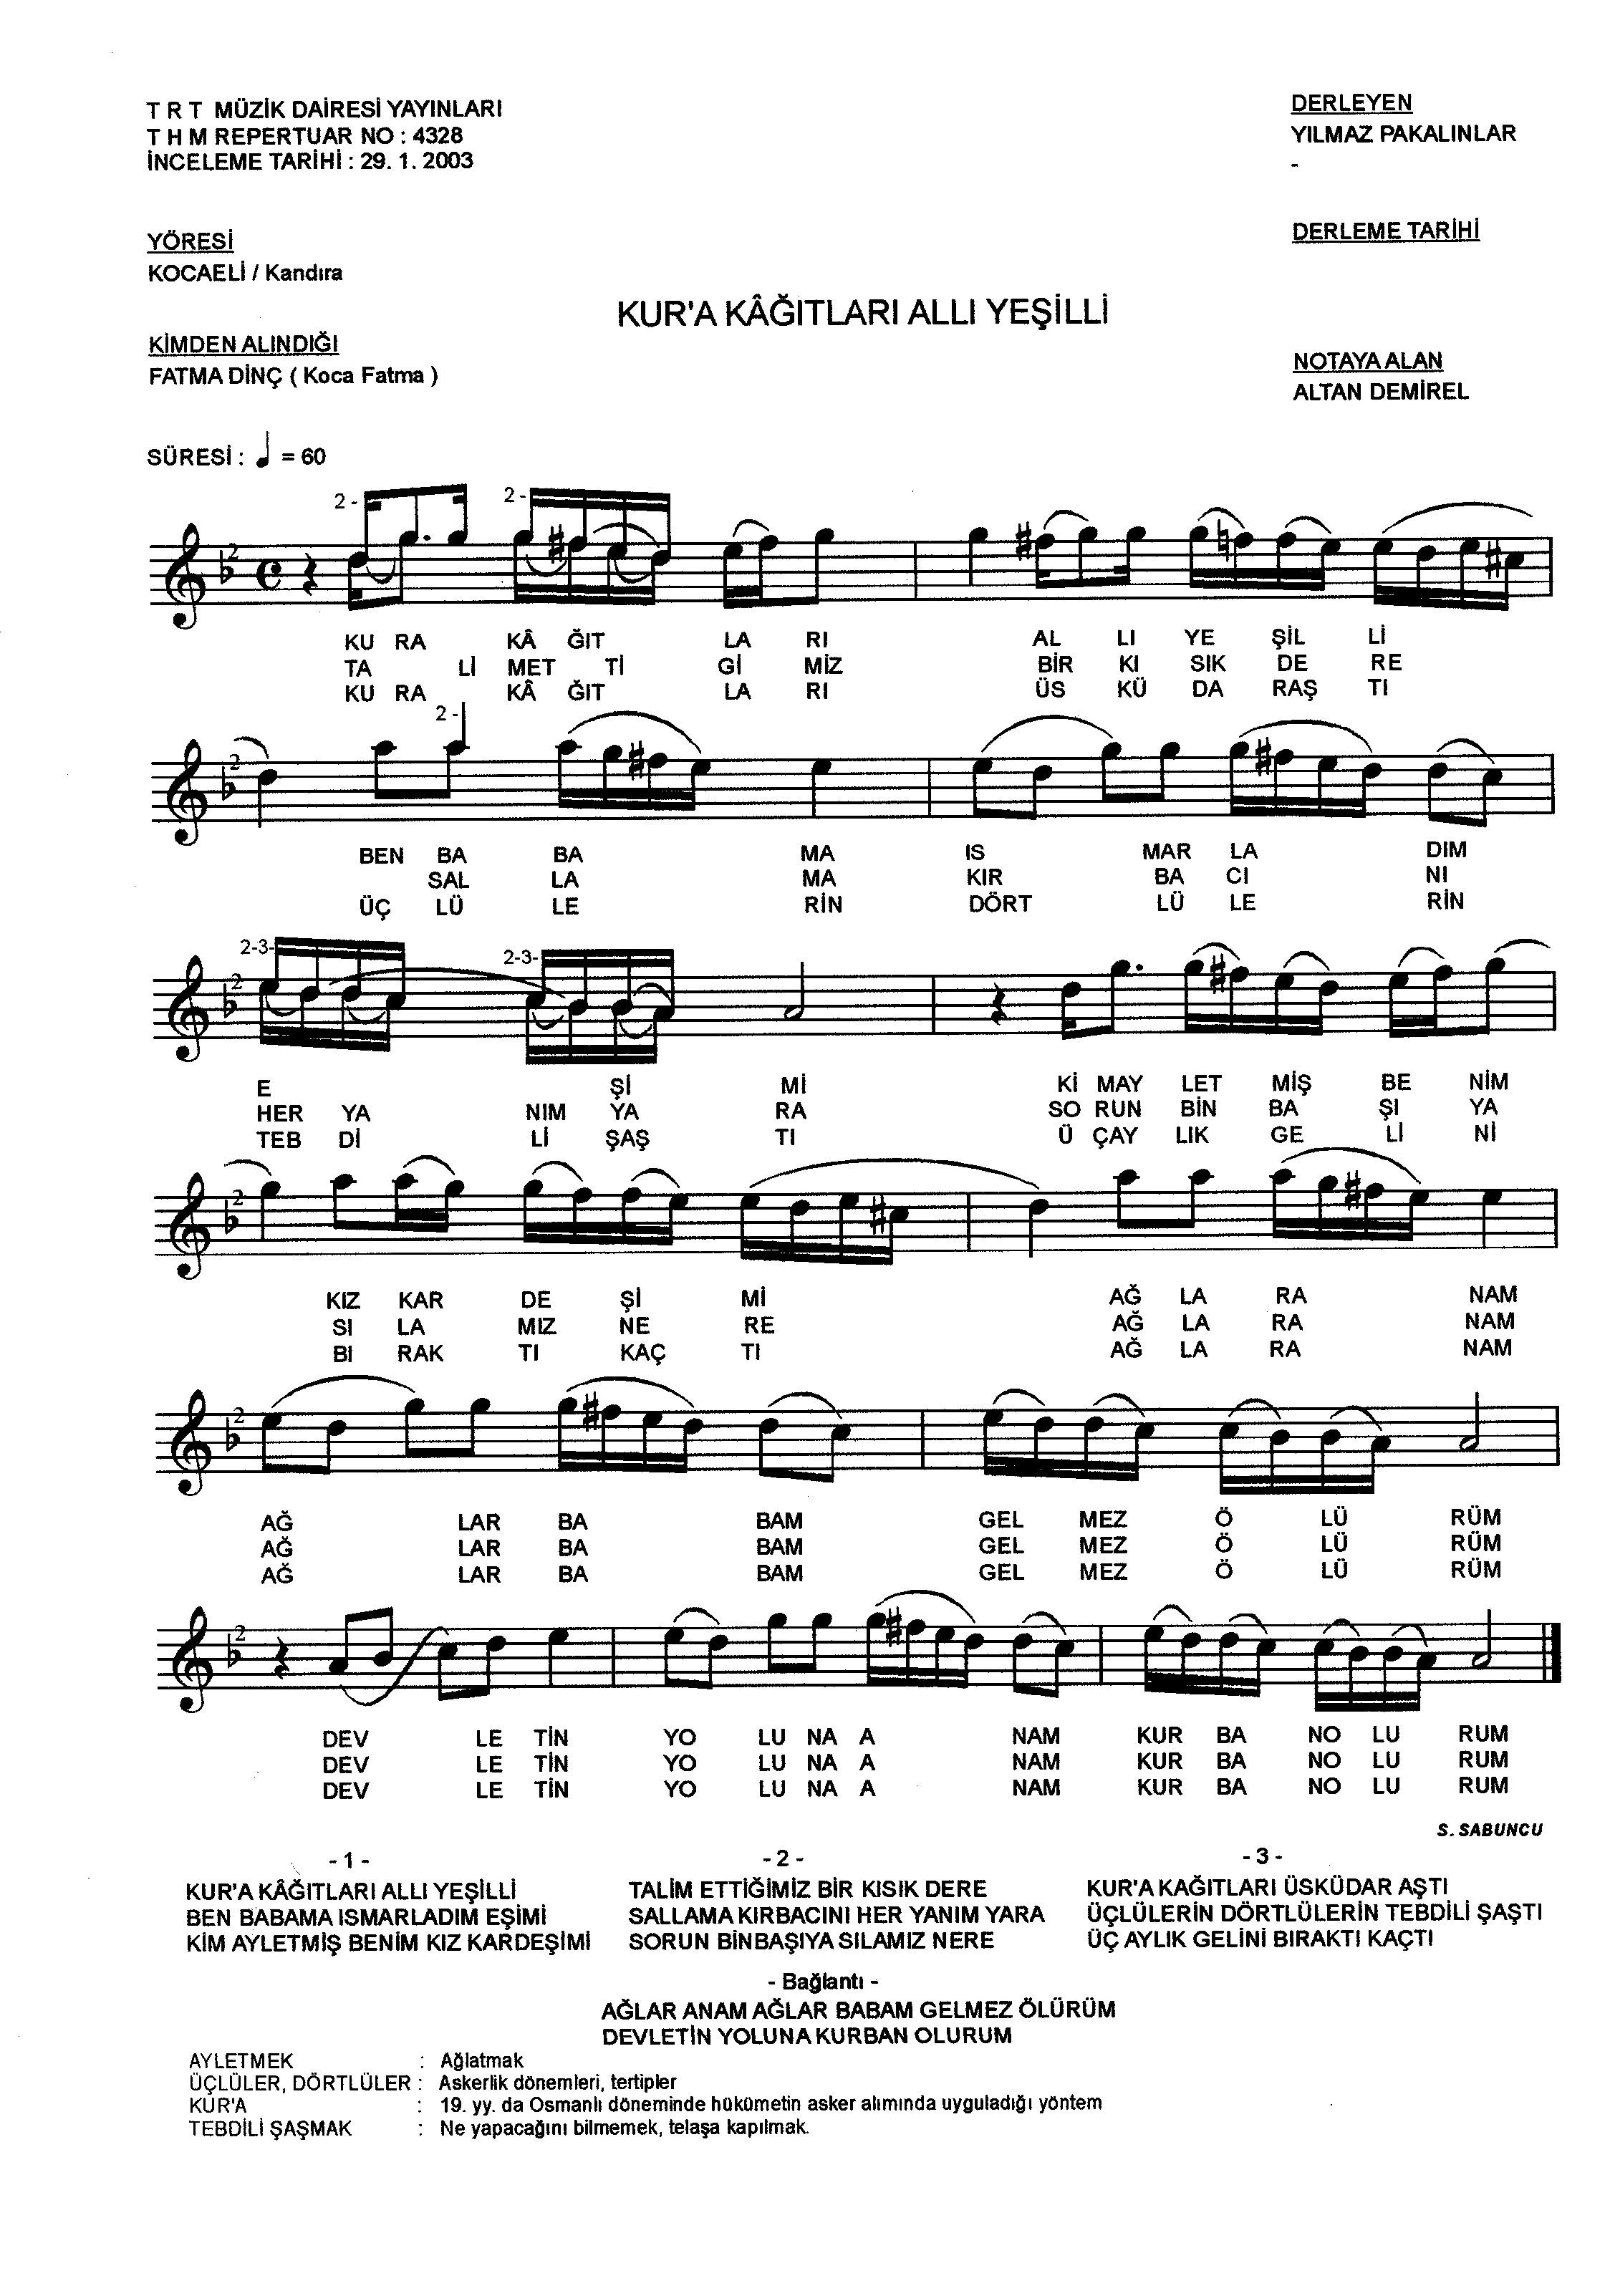 T R T MÜZİK DAİRESİ YAYINLARI
T H M REPERTUAR NO : 4328
İNCELEME TARİHİ : 29. 1. 2003
DERLEYEN
YILMAZ PAKALINLAR
-
YÖRESİ
KOCAELİ / Kandıra
DERLEME TARİHİ
KUR'A KÂĞITLARI ALLI YEŞİLLİ
KİMDEN ALINDIĞI
FATMA DİNÇ ( Koca Fatma )
NOTAYA ALAN
ALTAN DEMİREL
SÜRESİ : ♩ = 60
2 - 2 -
2
KU RA KÂ ĞIT LA RI AL LI YE ŞİL Lİ
TA Lİ MET Tİ Gİ MİZ BİR KI SIK DE RE
KU RA KÂ ĞIT LA RI ÜS KÜ DA RAŞ TI
2 -
2
BEN BA BA MA IS MAR LA DIM
SAL LA MA KIR BA CI NI
ÜÇ LÜ LE RİN DÖRT LÜ LE RİN
2-3- 2-3-
2
E Şİ Mİ Kİ MAY LET MİŞ BE NİM
HER YA NIM YA RA SO RUN BİN BA ŞI YA
TEB Dİ Lİ ŞAŞ TI Ü ÇAY LIK GE Lİ Nİ
2
KIZ KAR DE Şİ Mİ AĞ LA RA NAM
SI LA MIZ NE RE AĞ LA RA NAM
BI RAK TI KAÇ TI AĞ LA RA NAM
2
AĞ LAR BA BAM GEL MEZ Ö LÜ RÜM
AĞ LAR BA BAM GEL MEZ Ö LÜ RÜM
AĞ LAR BA BAM GEL MEZ Ö LÜ RÜM
2
DEV LE TİN YO LU NA A NAM KUR BA NO LU RUM
DEV LE TİN YO LU NA A NAM KUR BA NO LU RUM
DEV LE TİN YO LU NA A NAM KUR BA NO LU RUM
S. SABUNCU
- 1 -
KUR'A KÂĞITLARI ALLI YEŞİLLİ
BEN BABAMA ISMARLADIM EŞİMİ
KİM AYLETMİŞ BENİM KIZ KARDEŞİMİ
- 2 -
TALİM ETTİĞİMİZ BİR KISIK DERE
SALLAMA KIRBACINI HER YANIM YARA
SORUN BİNBAŞIYA SILAMIZ NERE
- 3 -
KUR'A KAĞITLARI ÜSKÜDAR AŞTI
ÜÇLÜLERİN DÖRTLÜLERİN TEBDİLİ ŞAŞTI
ÜÇ AYLIK GELİNİ BIRAKTI KAÇTI
- Bağlantı -
AĞLAR ANAM AĞLAR BABAM GELMEZ ÖLÜRÜM
DEVLETİN YOLUNA KURBAN OLURUM
AYLETMEK : Ağlatmak
ÜÇLÜLER, DÖRTLÜLER : Askerlik dönemleri, tertipler
KUR'A : 19. yy. da Osmanlı döneminde hükümetin asker alımında uyguladığı yöntem
TEBDİLİ ŞAŞMAK : Ne yapacağını bilmemek, telaşa kapılmak.